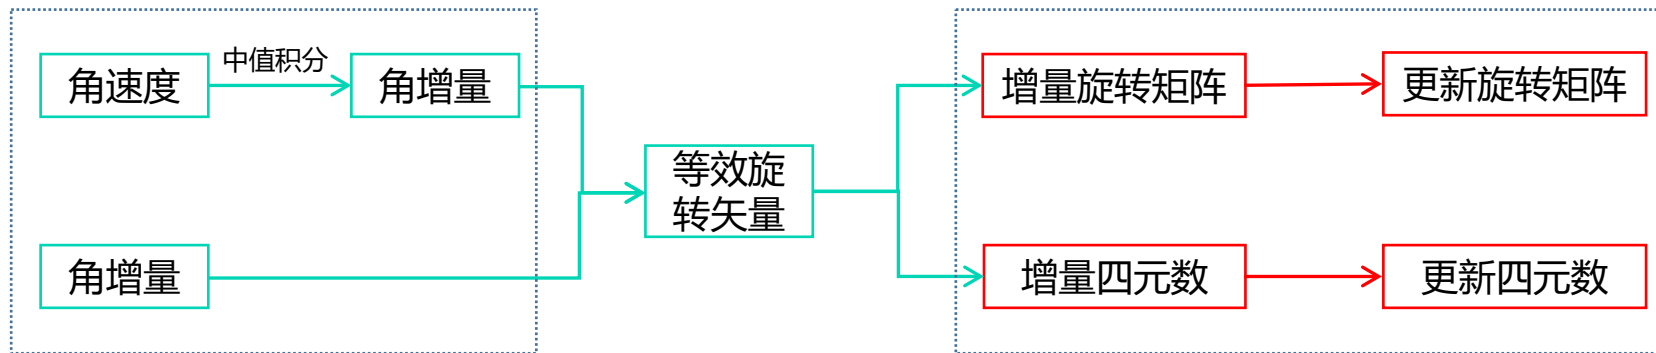 中值积分
角速度
角增量
增量旋转矩阵
更新旋转矩阵
等效旋
转矢量
角增量
增量四元数
更新四元数